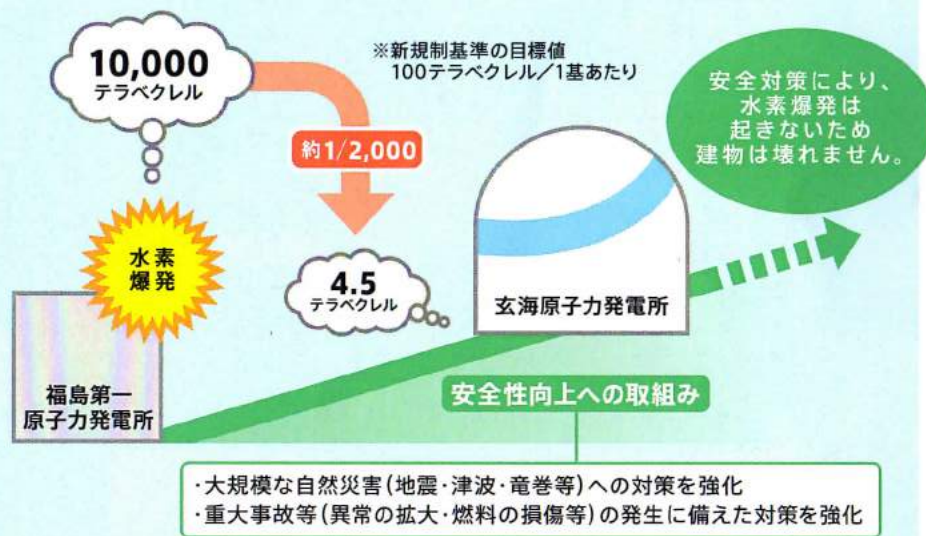 10,000
テラベクレル
※新規制基準の目標値
100テラベクレル／1基あたり
安全対策により、
水素爆発は
起きないため
建物は壊れません。
約1/2,000
水素
爆発
4.5
テラベクレル
玄海原子力発電所
福島第一
原子力発電所
安全性向上への取組み
・大規模な自然災害(地震・津波・竜巻等)への対策を強化
・重大事故等(異常の拡大・燃料の損傷等)の発生に備えた対策を強化